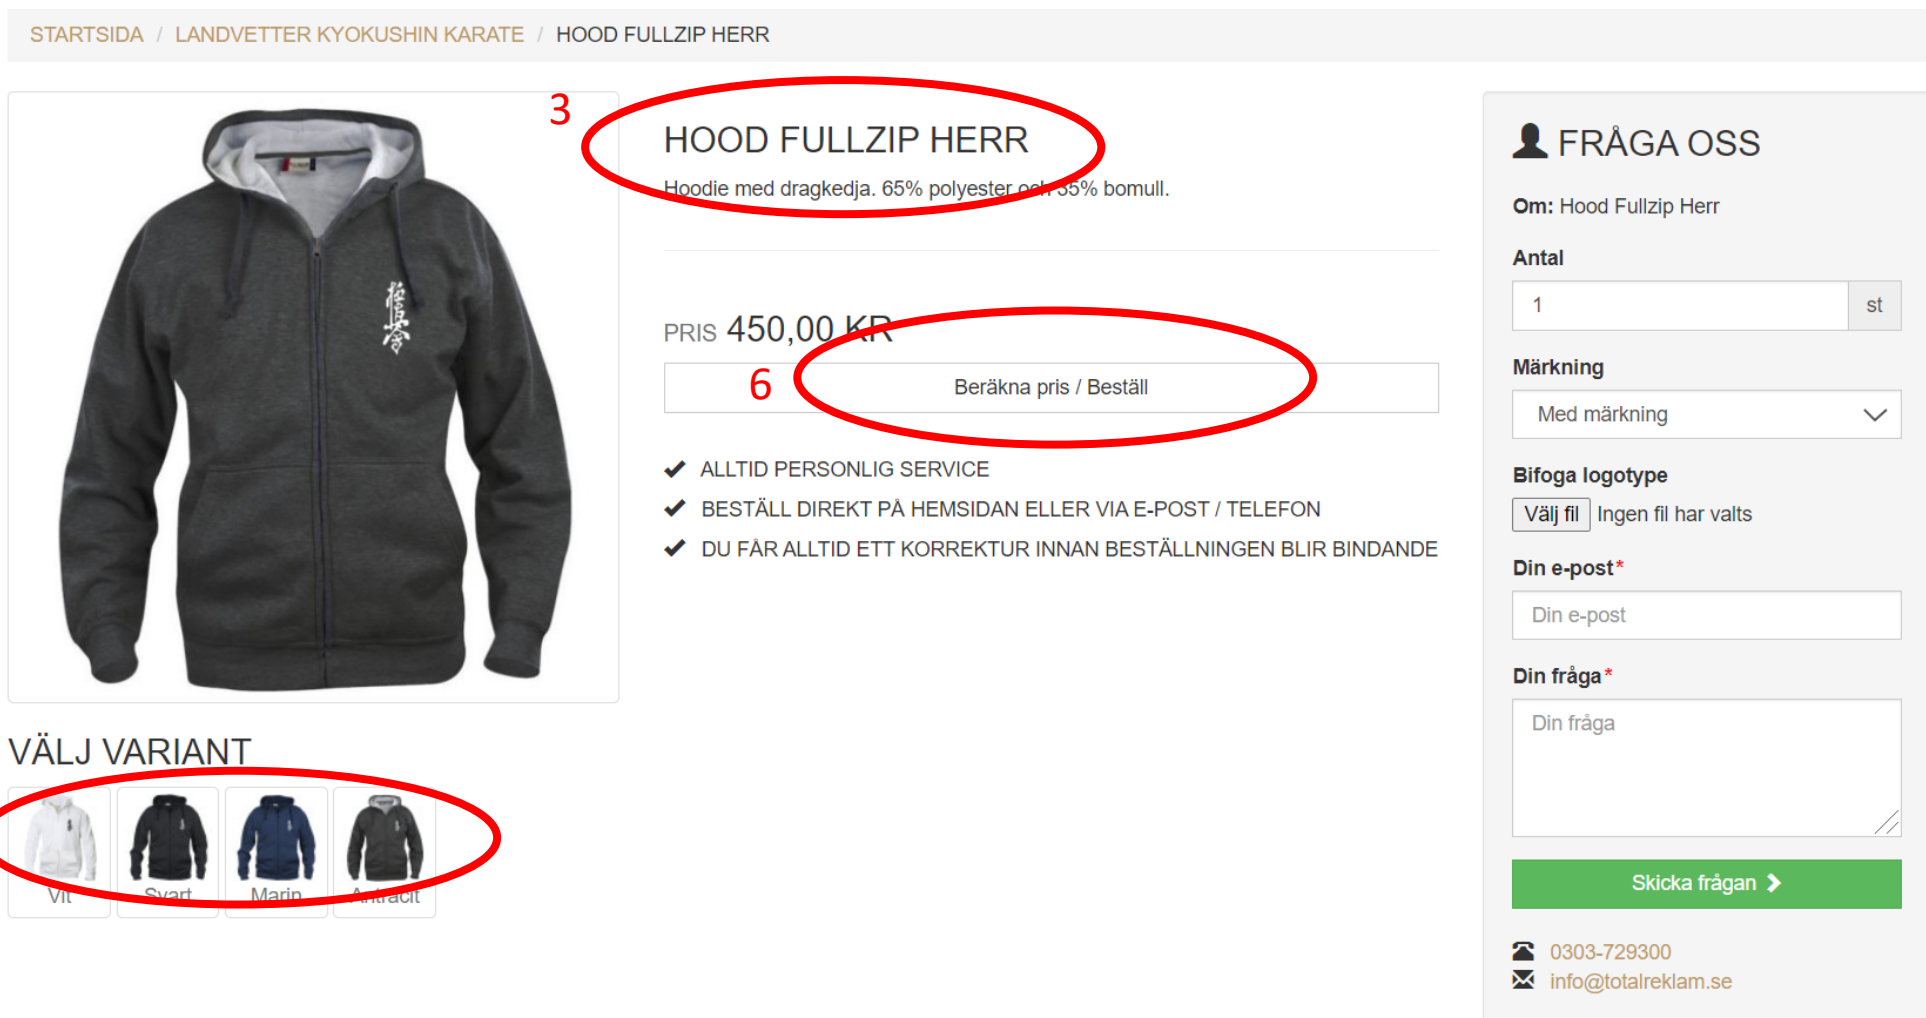 STARTSIDA / LANDVETTER KYOKUSHIN KARATE / HOOD FULLZIP HERR
3
HOOD FULLZIP HERR
Hoodie med dragkedja. 65% polyester och 35% bomull.
PRIS 450,00 KR
6
Beräkna pris / Beställ
ALLTID PERSONLIG SERVICE
BESTÄLL DIREKT PÅ HEMSIDAN ELLER VIA E-POST / TELEFON
DU FÅR ALLTID ETT KORREKTUR INNAN BESTÄLLNINGEN BLIR BINDANDE
VÄLJ VARIANT
Vit
Svart
Marin
Antracit
FRÅGA OSS
Om: Hood Fullzip Herr
Antal
1 st
Märkning
Med märkning
Bifoga logotype
Välj fil Ingen fil har valts
Din e-post*
Din e-post
Din fråga*
Din fråga
Skicka frågan
0303-729300
info@totalreklam.se